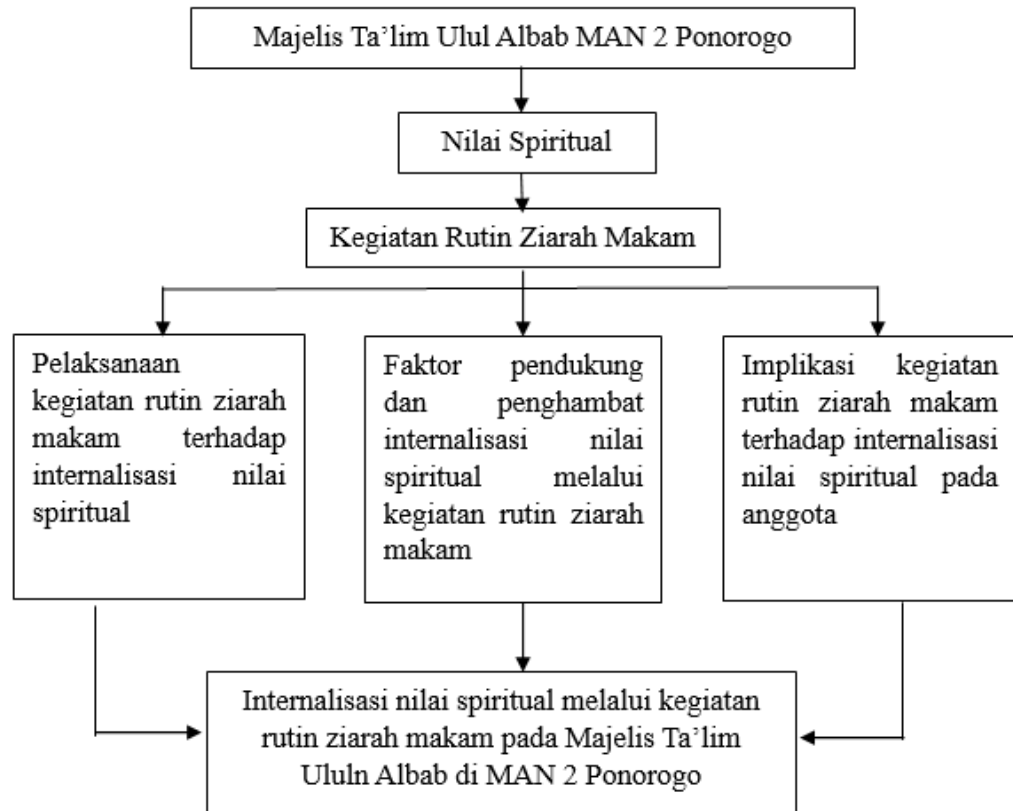 Majelis Ta’lim Ulul Albab MAN 2 Ponorogo
Nilai Spiritual
Kegiatan Rutin Ziarah Makam
Pelaksanaan
kegiatan rutin ziarah
makam terhadap
internalisasi nilai
spiritual
Faktor pendukung
dan penghambat
internalisasi nilai
spiritual melalui
kegiatan rutin ziarah
makam
Implikasi kegiatan
rutin ziarah makam
terhadap internalisasi
nilai spiritual pada
anggota
Internalisasi nilai spiritual melalui kegiatan
rutin ziarah makam pada Majelis Ta’lim
Ululn Albab di MAN 2 Ponorogo